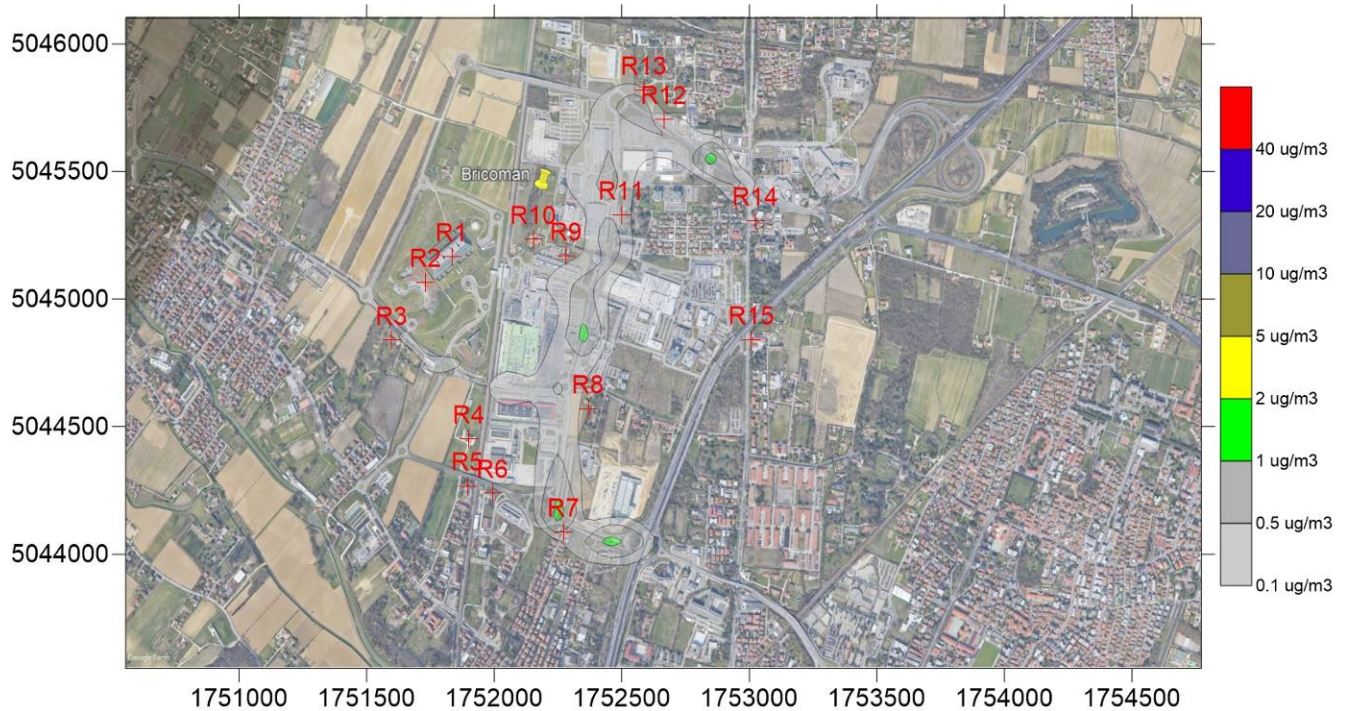 5046000
5045500
5045000
5044500
5044000
R13
R12
Bricoman
R11
R14
R10
R1
R9
R2
R3
R15
R8
R4
R5
R6
R7
Google Earth
1751000
1751500
1752000
1752500
1753000
1753500
1754000
1754500
40 ug/m3
20 ug/m3
10 ug/m3
5 ug/m3
2 ug/m3
1 ug/m3
0.5 ug/m3
0.1 ug/m3